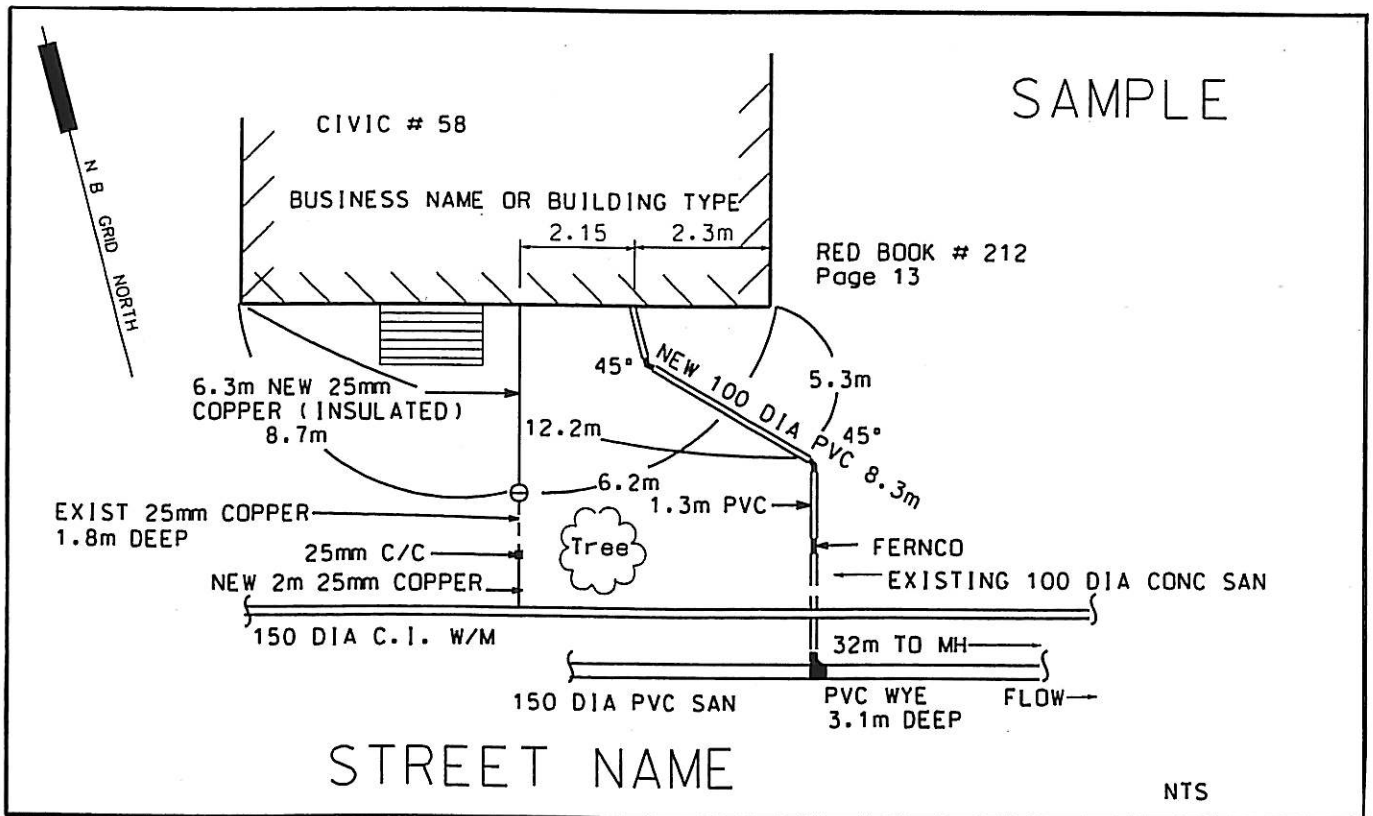 SAMPLE
CIVIC # 58
N B GRID NORTH
BUSINESS NAME OR BUILDING TYPE
2.15
2.3m
RED BOOK # 212
Page 13
45°
NEW 100 DIA PVC 8.3m
5.3m
6.3m NEW 25mm
COPPER (INSULATED)
8.7m
12.2m
45°
6.2m
1.3m PVC
EXIST 25mm COPPER
1.8m DEEP
25mm C/C
Tree
FERNCO
NEW 2m 25mm COPPER
EXISTING 100 DIA CONC SAN
150 DIA C.I. W/M
32m TO MH
150 DIA PVC SAN
PVC WYE
3.1m DEEP
FLOW
STREET NAME
NTS